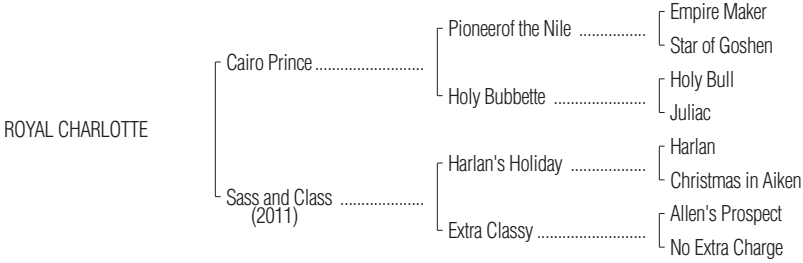 Empire Maker
Pioneerof the Nile ................
Star of Goshen
Cairo Prince ..........................
Holy Bull
Holy Bubbette ......................
Juliac
ROYAL CHARLOTTE
Harlan
Harlan's Holiday ..................
Christmas in Aiken
Sass and Class ....................
(2011)
Allen's Prospect
Extra Classy ..........................
No Extra Charge